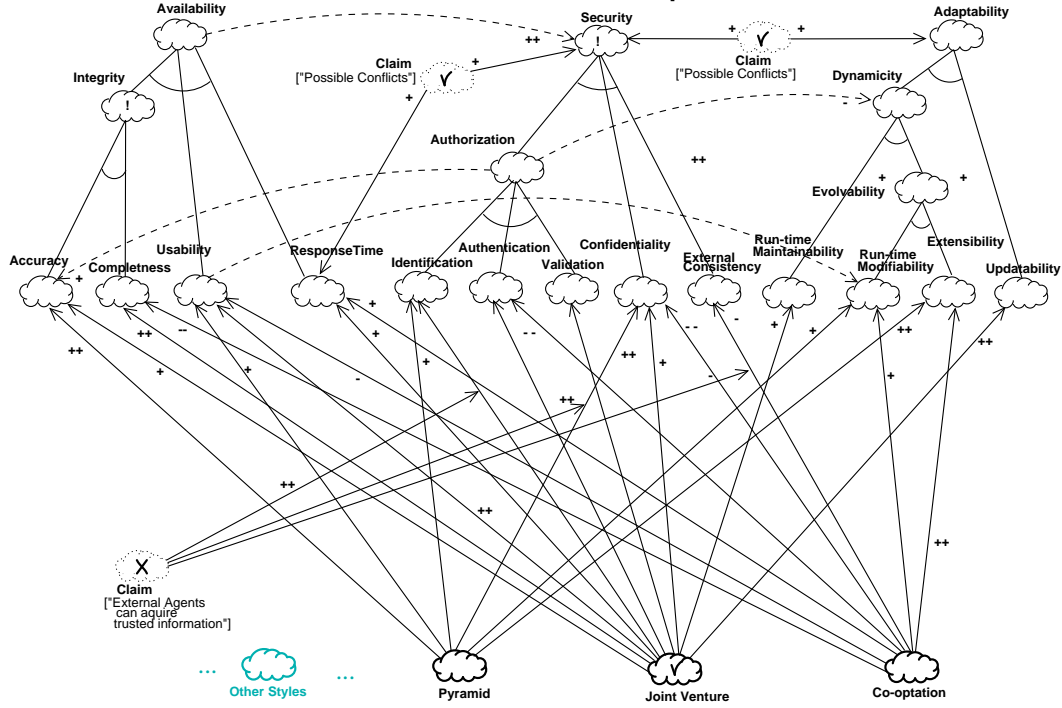 Availability
Security
Adaptability
!
++
+
+
Claim
["Possible Conflicts"]
+
+
Claim
["Possible Conflicts"]
Integrity
!
Dynamicity
-
Authorization
++
+
+
Evolvability
Accuracy
+
Completness
Usability
ResponseTime
Identification
Authentication
Validation
Confidentiality
External
Consistency
Run-time
Maintainability
Run-time
Modifiability
Extensibility
Updatability
++
++
--
+
+
-
+
+
+
- -
++
+
- -
-
+
+
++
++
-
+
++
++
++
++
Claim
["External Agents
can aquire
trusted information"]
...
Other Styles
...
Pyramid
Joint Venture
Co-optation